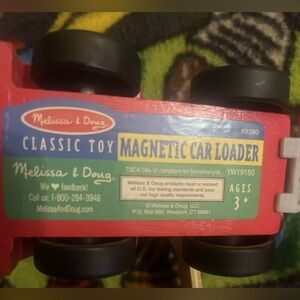 Melissa & Doug
#3390
CLASSIC TOY MAGNETIC CAR LOADER
TSCA Title VI compliant for formaldehyde. YW19180
Melissa & Doug
Melissa & Doug products meet or exceed
all U.S. toy testing standards and pass
our high quality requirements.
AGES
3+
We ♥ feedback!
Call us. 1-800-284-3948
MelissaAndDoug.com
© Melissa & Doug, LLC.
P.O. Box 590, Westport, CT 06881